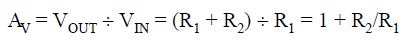 A_V = V_OUT ÷ V_IN = (R_1 + R_2) ÷ R_1 = 1 + R_2/R_1